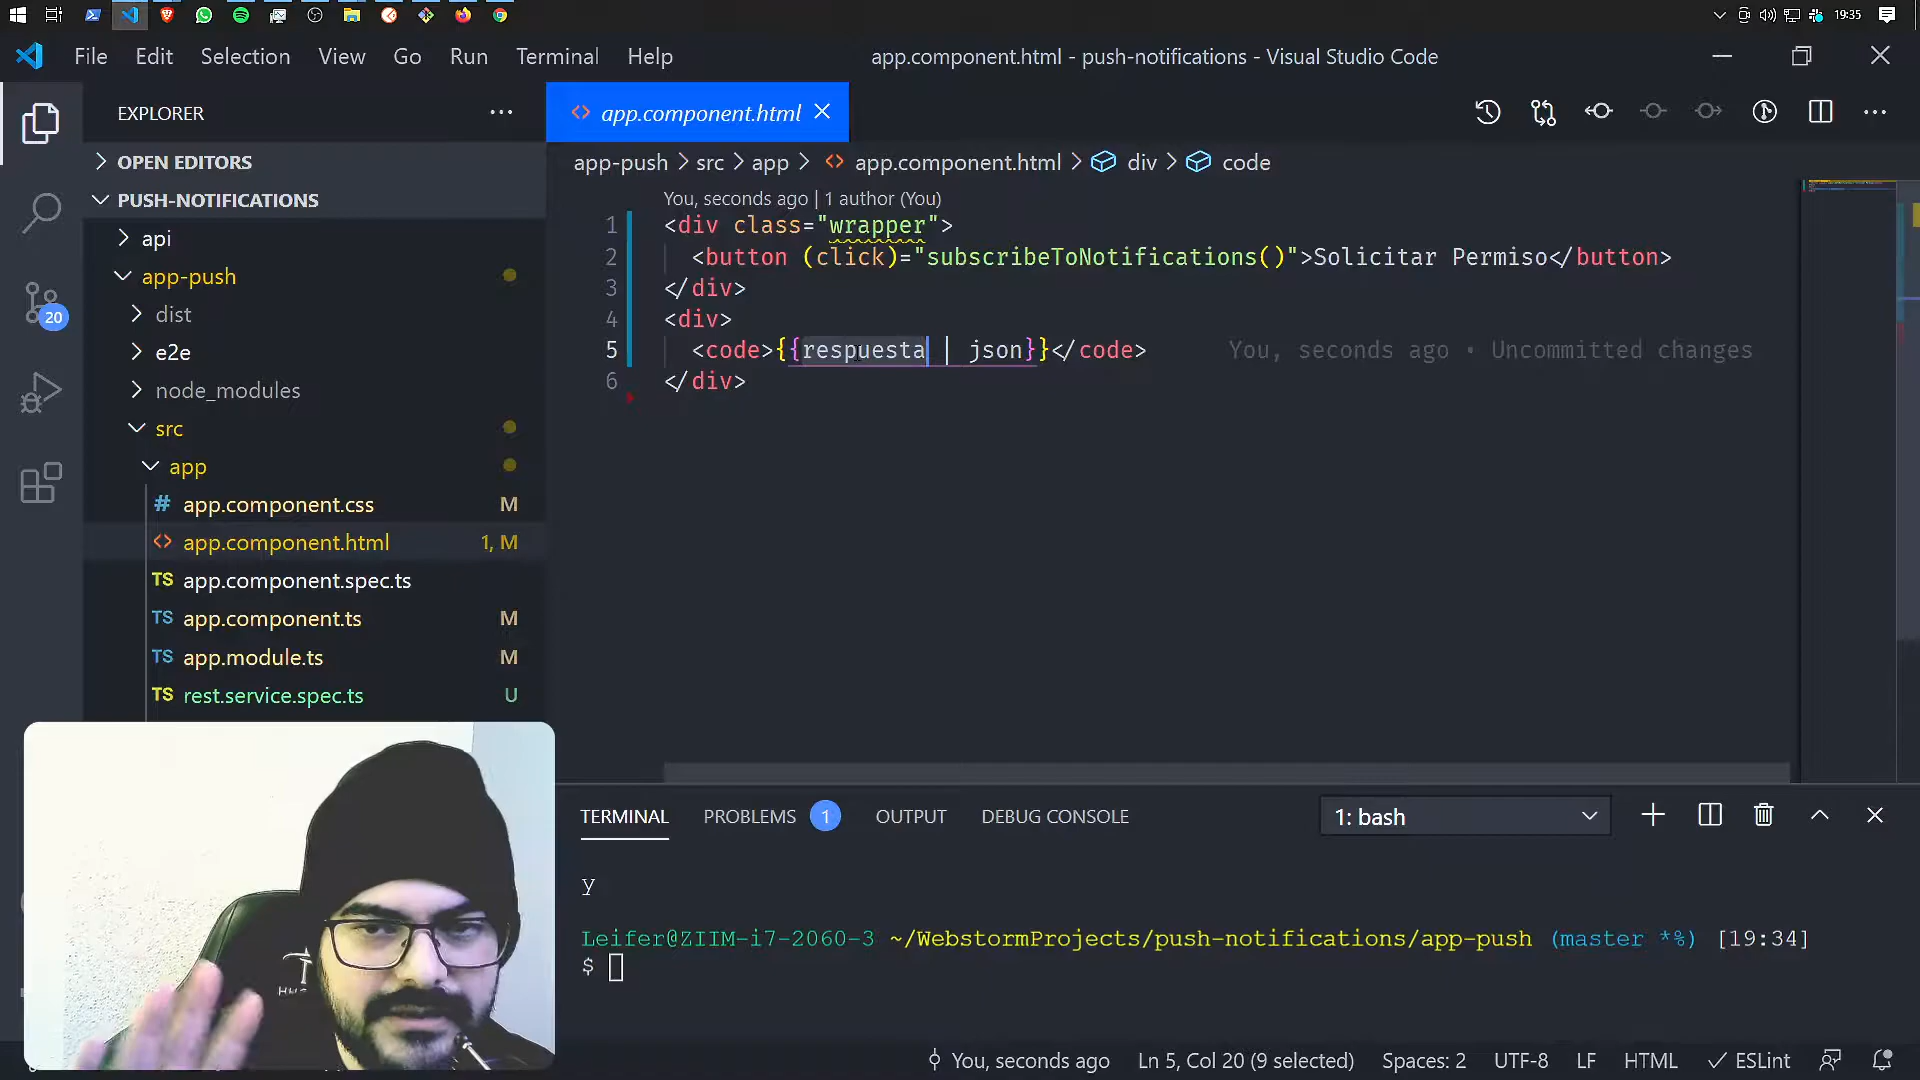 19:35
File Edit Selection View Go Run Terminal Help
app.component.html - push-notifications - Visual Studio Code
EXPLORER
OPEN EDITORS
PUSH-NOTIFICATIONS
api
app-push
dist
e2e
node_modules
src
app
# app.component.css M
<> app.component.html 1, M
TS app.component.spec.ts
TS app.component.ts M
TS app.module.ts M
TS rest.service.spec.ts U
20
<> app.component.html
app-push > src > app > <> app.component.html > div > code
You, seconds ago | 1 author (You)
1 <div class="wrapper">
2 <button (click)="subscribeToNotifications()">Solicitar Permiso</button>
3 </div>
4 <div>
5 <code>{{respuesta | json}}</code> You, seconds ago • Uncommitted changes
6 </div>
TERMINAL PROBLEMS 1 OUTPUT DEBUG CONSOLE 1: bash
y
Leifer@ZIIM-i7-2060-3 ~/WebstormProjects/push-notifications/app-push (master *%) [19:34]
$
You, seconds ago Ln 5, Col 20 (9 selected) Spaces: 2 UTF-8 LF HTML ESLint